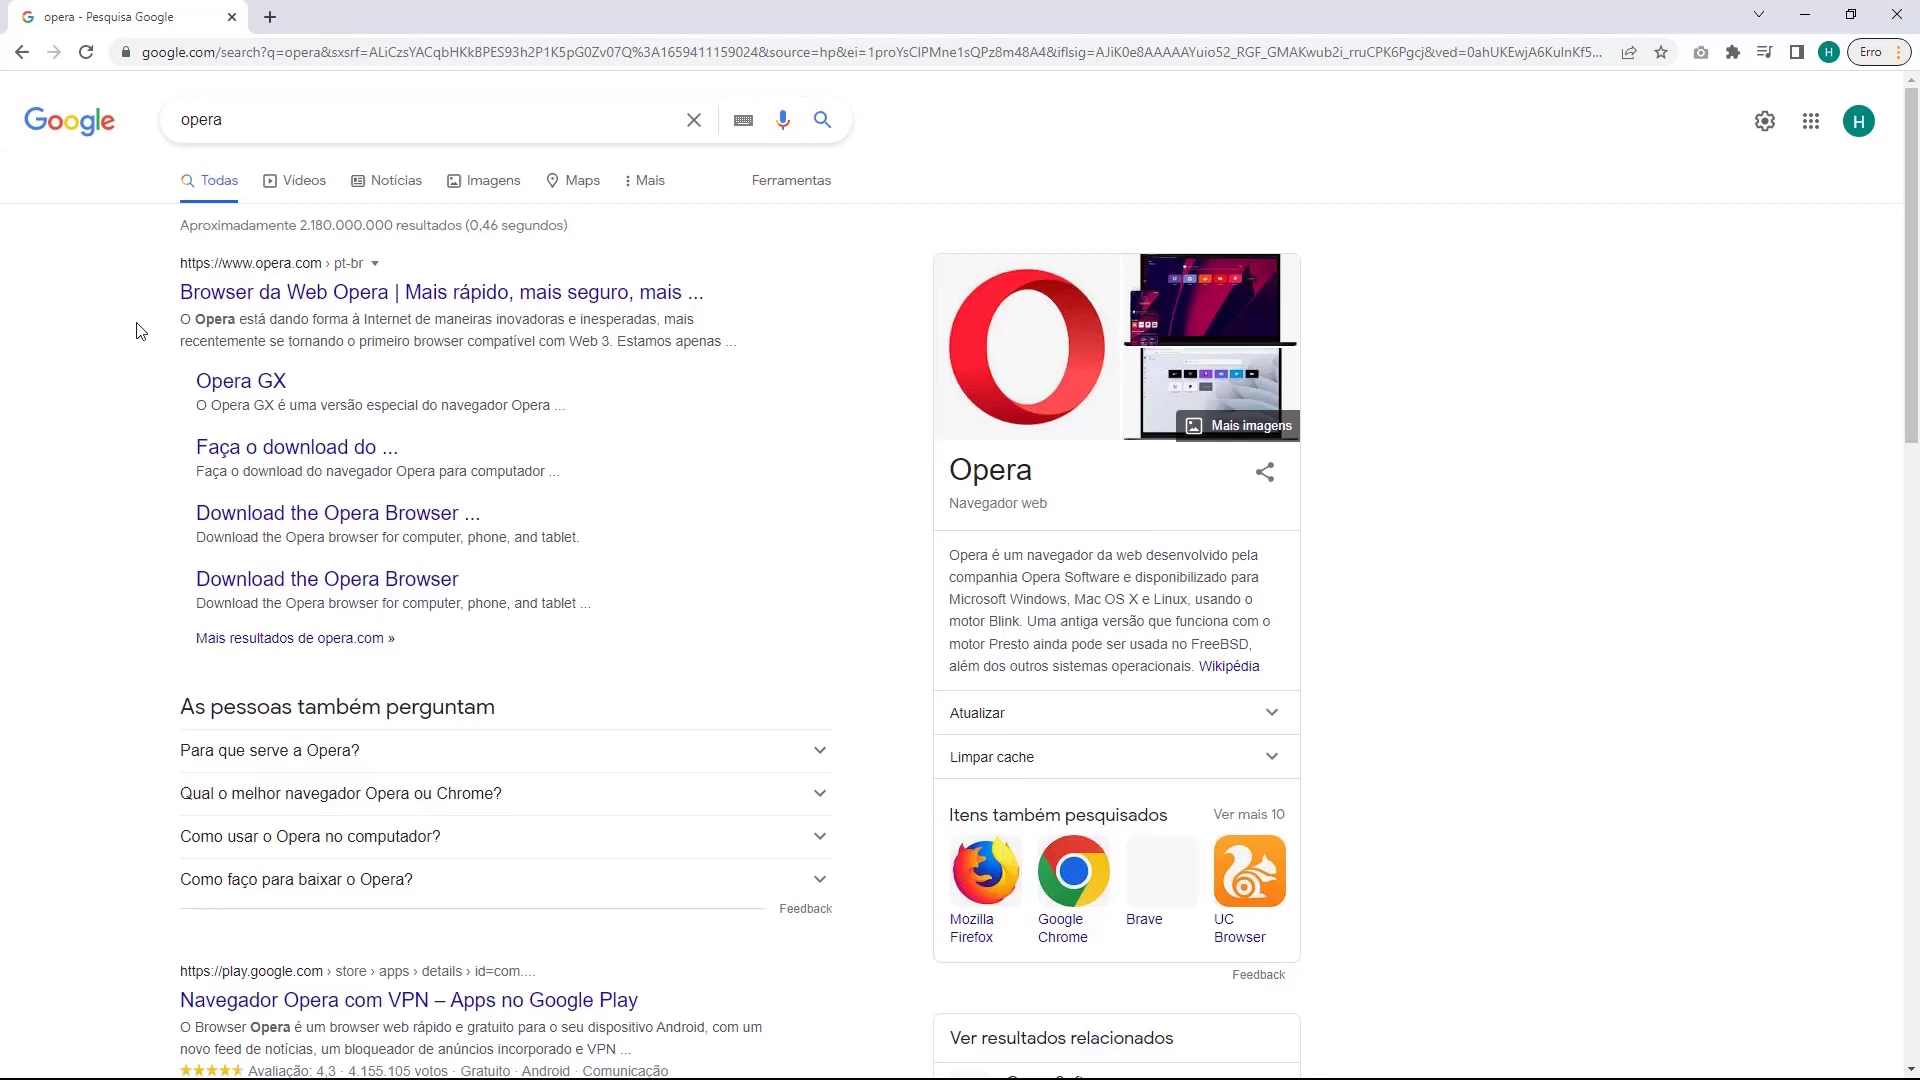 opera - Pesquisa Google
google.com/search?q=opera&sxsrf=ALiCzsYACqbHKkBPES93h2P1K5pG0Zv07Q%3A1659411159024&source=hp&ei=1proYsClPMne1sQPz8m48A4&iflsig=AJiK0e8AAAAAYuio52_RGF_GMAKwub2i_rruCPK6Pgcj&ved=0ahUKEwjA6KulnKf5...
H
Erro
Google
opera
H
Todas
Vídeos
Notícias
Imagens
Maps
Mais
Ferramentas
Aproximadamente 2.180.000.000 resultados (0,46 segundos)
https://www.opera.com › pt-br
Browser da Web Opera | Mais rápido, mais seguro, mais ...
O Opera está dando forma à Internet de maneiras inovadoras e inesperadas, mais
recentemente se tornando o primeiro browser compatível com Web 3. Estamos apenas ...
Opera GX
O Opera GX é uma versão especial do navegador Opera ...
Faça o download do ...
Faça o download do navegador Opera para computador ...
Download the Opera Browser ...
Download the Opera browser for computer, phone, and tablet.
Download the Opera Browser
Download the Opera browser for computer, phone, and tablet ...
Mais resultados de opera.com »
As pessoas também perguntam
Para que serve a Opera?
Qual o melhor navegador Opera ou Chrome?
Como usar o Opera no computador?
Como faço para baixar o Opera?
Feedback
https://play.google.com › store › apps › details › id=com....
Navegador Opera com VPN – Apps no Google Play
O Browser Opera é um browser web rápido e gratuito para o seu dispositivo Android, com um
novo feed de notícias, um bloqueador de anúncios incorporado e VPN ...
Avaliação: 4,3 · 4.155.105 votos · Gratuito · Android · Comunicação
Mais imagens
Opera
Navegador web
Opera é um navegador da web desenvolvido pela
companhia Opera Software e disponibilizado para
Microsoft Windows, Mac OS X e Linux, usando o
motor Blink. Uma antiga versão que funciona com o
motor Presto ainda pode ser usada no FreeBSD,
além dos outros sistemas operacionais. Wikipédia
Atualizar
Limpar cache
Itens também pesquisados
Ver mais 10
Mozilla
Firefox
Google
Chrome
Brave
UC
Browser
Feedback
Ver resultados relacionados